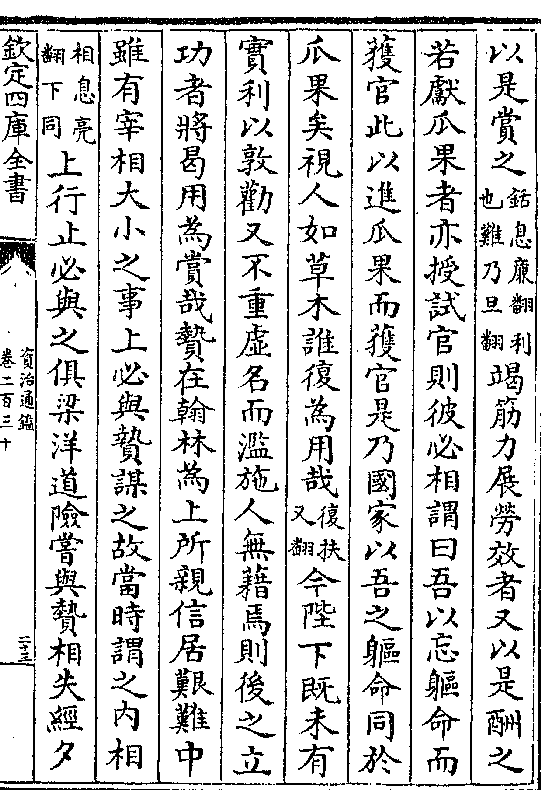 以是賞之銛息廉翻利也難乃旦翻竭筋力展勞效者又以是酬之
若獻瓜果者亦授試官則彼必相謂曰吾以忘軀命而
獲官此以進瓜果而獲官是乃國家以吾之軀命同於
瓜果矣視人如草木誰復為用哉復扶又翻今陛下既未有
實利以敦勸又不重虛名而濫施人無藉焉則後之立
功者將曷用為賞哉贄在翰林為上所親信居艱難中
雖有宰相大小之事上必與贄謀之故當時謂之內相
相息亮翻下同上行止必與之俱梁洋道險嘗與贄相失經夕
欽定四庫全書
資治通鑑
卷二百三十
二十三